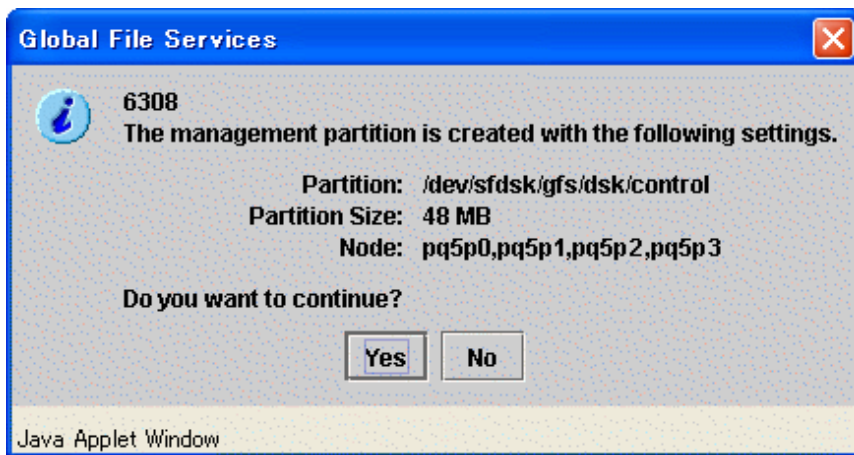 Global File Services
6308
The management partition is created with the following settings.
Partition: /dev/sfdsk/gfs/dsk/control
Partition Size: 48 MB
Node: pq5p0,pq5p1,pq5p2,pq5p3
Do you want to continue?
Yes No
Java Applet Window